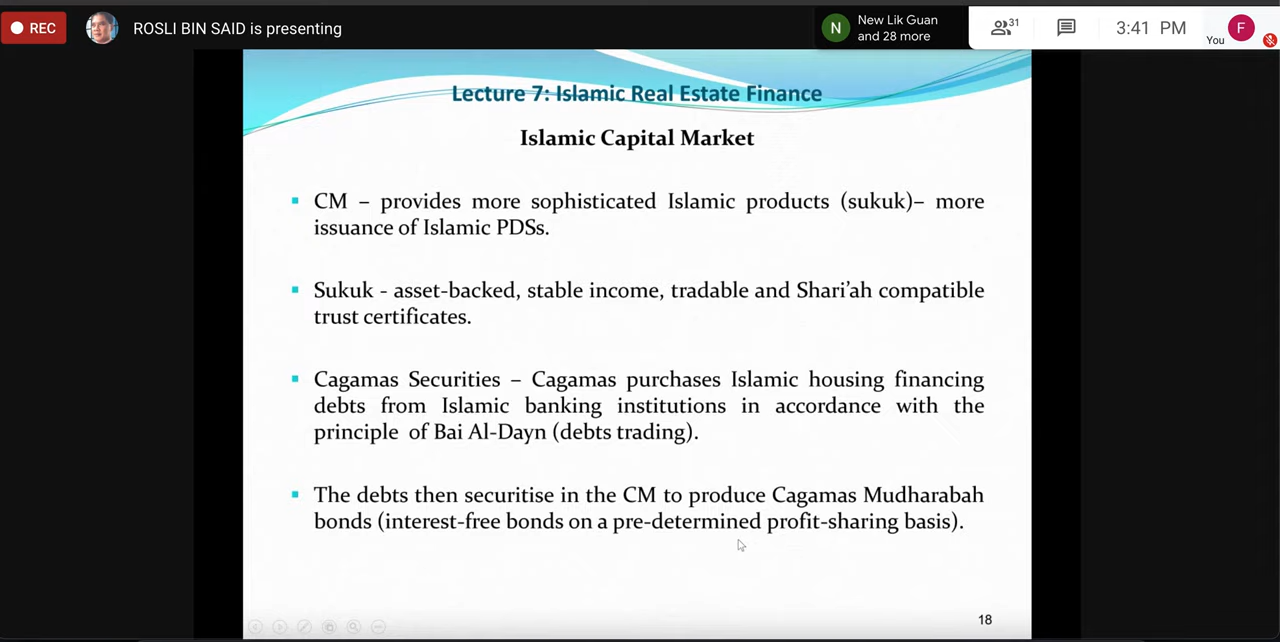 REC
ROSLI BIN SAID is presenting
N
New Lik Guan
and 28 more
31
3:41 PM
You
F
Lecture 7: Islamic Real Estate Finance
Islamic Capital Market
▪ CM – provides more sophisticated Islamic products (sukuk)– more
issuance of Islamic PDSs.
▪ Sukuk - asset-backed, stable income, tradable and Shari’ah compatible
trust certificates.
▪ Cagamas Securities – Cagamas purchases Islamic housing financing
debts from Islamic banking institutions in accordance with the
principle of Bai Al-Dayn (debts trading).
▪ The debts then securitise in the CM to produce Cagamas Mudharabah
bonds (interest-free bonds on a pre-determined profit-sharing basis).
18